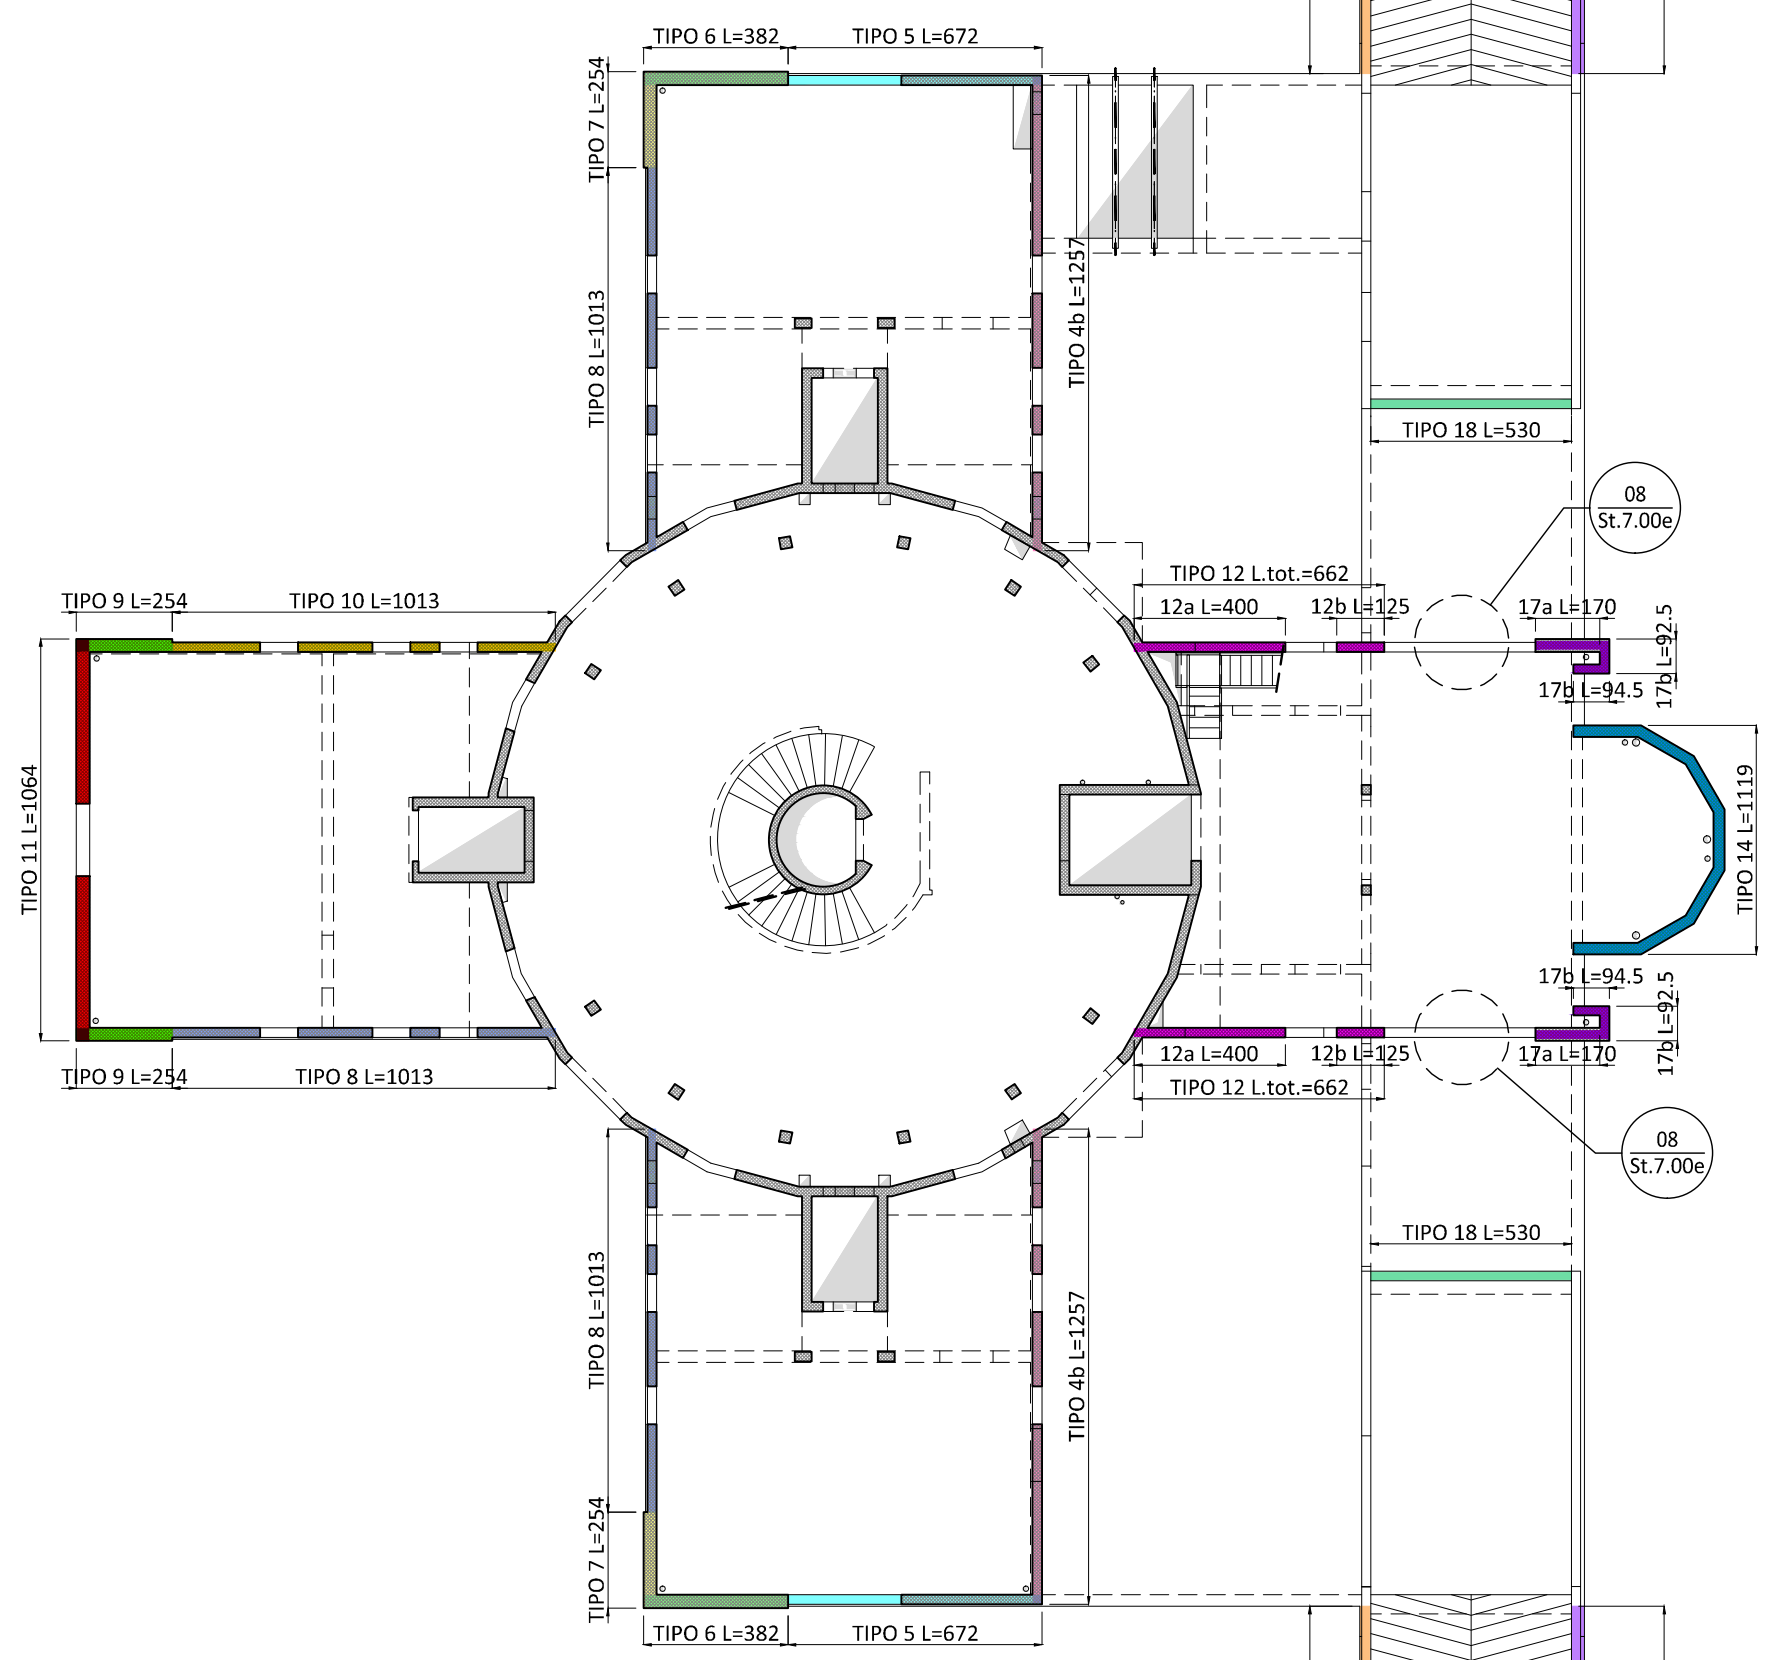 TIPO 6 L=382
TIPO 5 L=672
TIPO 7 L=254
TIPO 8 L=1013
TIPO 4b L=1257
TIPO 18 L=530
08
St.7.00e
TIPO 12 L.tot.=662
12a L=400
12b L=125
17a L=170
17b L=92.5
17b L=94.5
TIPO 9 L=254
TIPO 10 L=1013
TIPO 11 L=1064
TIPO 14 L=1119
17b L=94.5
17b L=92.5
12a L=400
12b L=125
17a L=170
TIPO 12 L.tot.=662
TIPO 9 L=254
TIPO 8 L=1013
08
St.7.00e
TIPO 18 L=530
TIPO 8 L=1013
TIPO 4b L=1257
TIPO 7 L=254
TIPO 6 L=382
TIPO 5 L=672